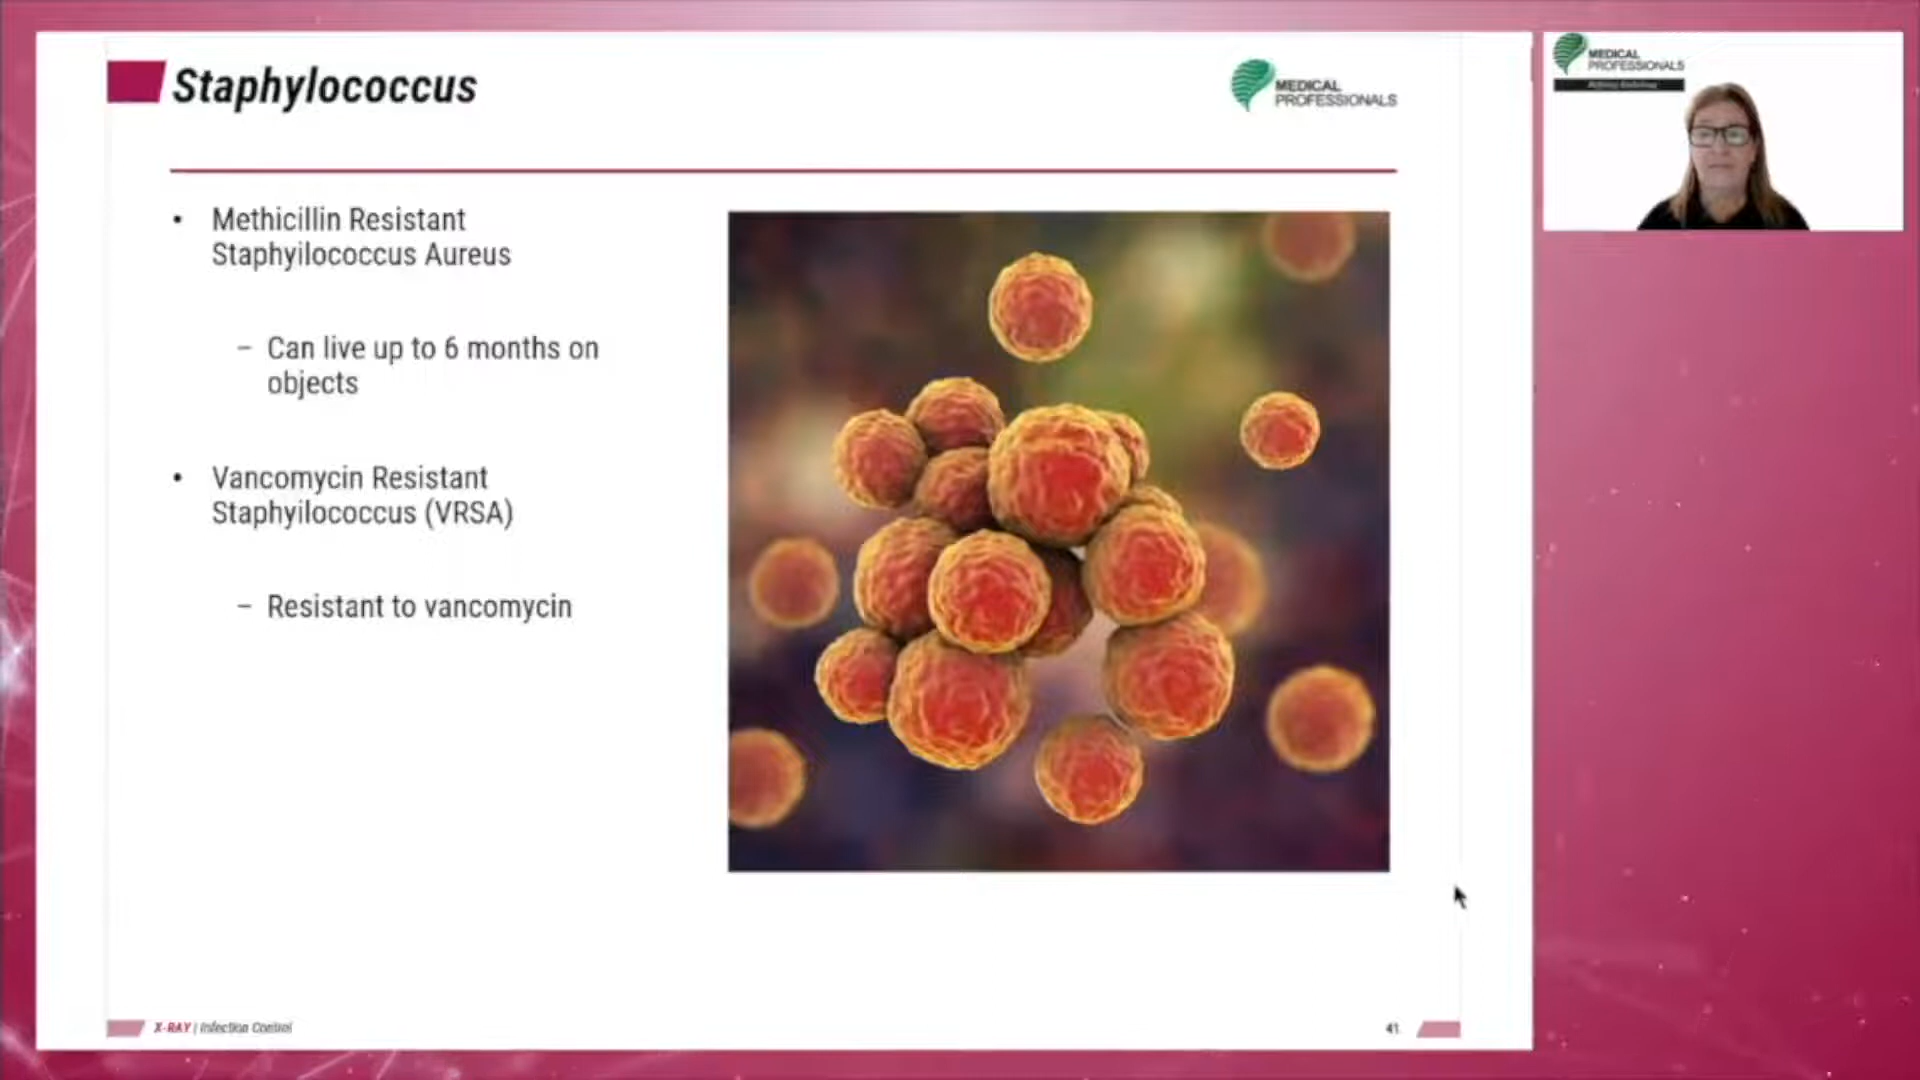 Staphylococcus
MEDICAL
PROFESSIONALS
• Methicillin Resistant
Staphyilococcus Aureus
– Can live up to 6 months on
objects
• Vancomycin Resistant
Staphyilococcus (VRSA)
– Resistant to vancomycin
X-RAY | Infection Control
41
MEDICAL
PROFESSIONALS